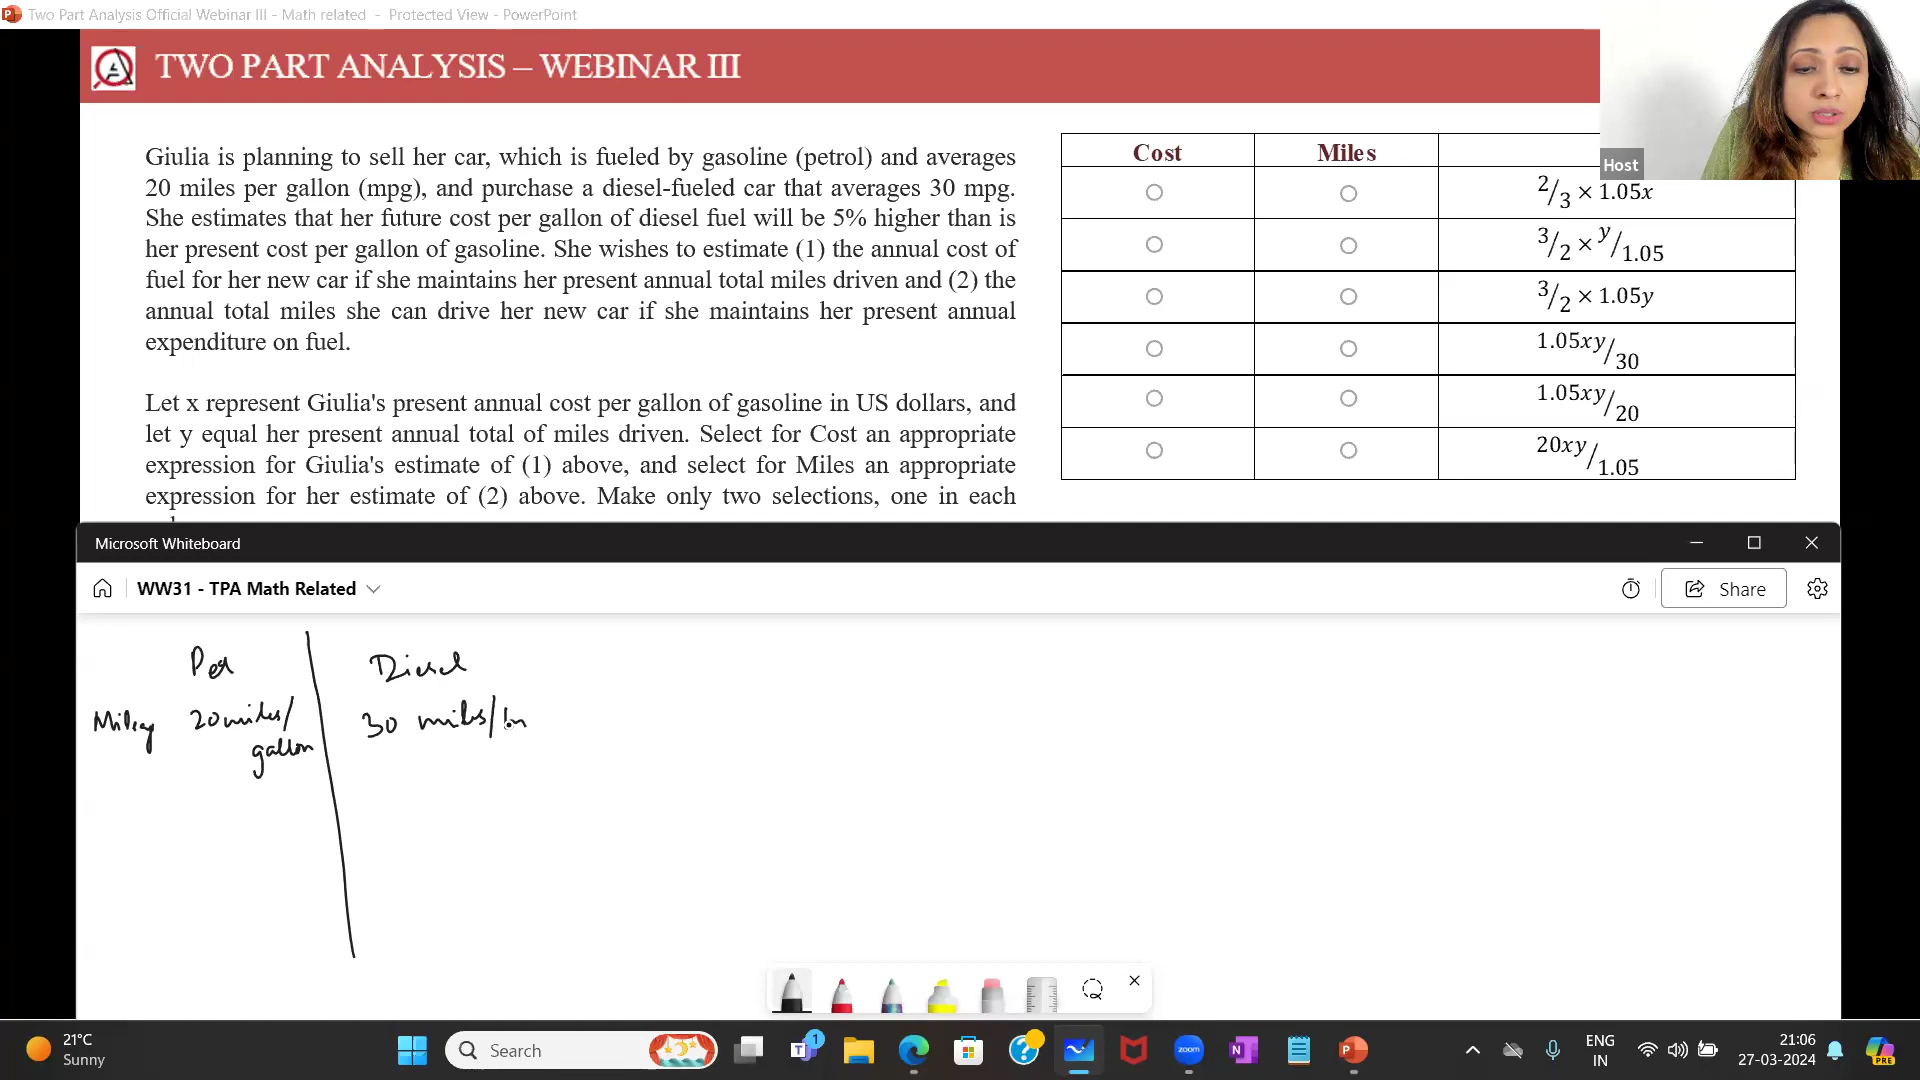 Two Part Analysis Official Webinar III - Math related - Protected View - PowerPoint
TWO PART ANALYSIS – WEBINAR III
Giulia is planning to sell her car, which is fueled by gasoline (petrol) and averages
20 miles per gallon (mpg), and purchase a diesel-fueled car that averages 30 mpg.
She estimates that her future cost per gallon of diesel fuel will be 5% higher than is
her present cost per gallon of gasoline. She wishes to estimate (1) the annual cost of
fuel for her new car if she maintains her present annual total miles driven and (2) the
annual total miles she can drive her new car if she maintains her present annual
expenditure on fuel.
Let x represent Giulia's present annual cost per gallon of gasoline in US dollars, and
let y equal her present annual total of miles driven. Select for Cost an appropriate
expression for Giulia's estimate of (1) above, and select for Miles an appropriate
expression for her estimate of (2) above. Make only two selections, one in each
Cost Miles
2/3 × 1.05x
3/2 × y/1.05
3/2 × 1.05y
1.05xy/30
1.05xy/20
20xy/1.05
Host
Microsoft Whiteboard
WW31 - TPA Math Related
Share
Diesel
20 miles/ 30 miles/
gallon
21°C
Sunny
Search
1
zoom
ENG
IN
21:06
27-03-2024
PRE